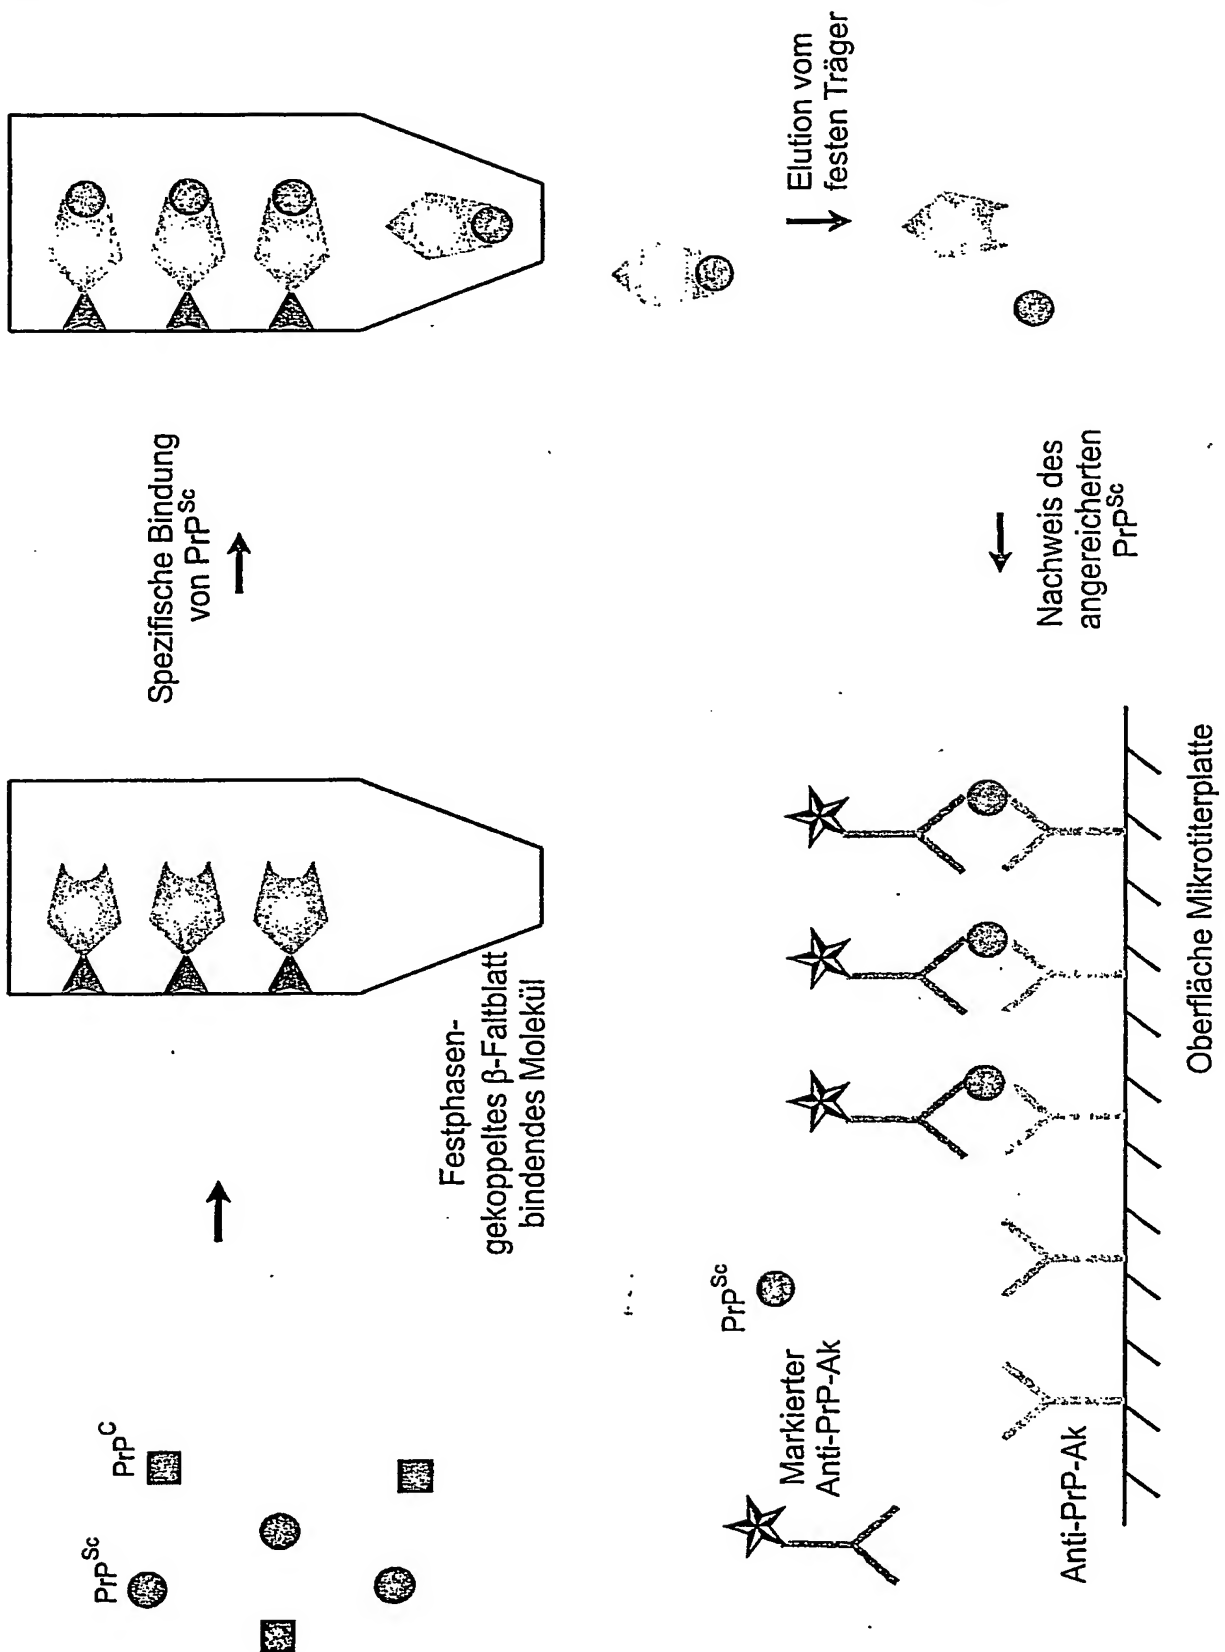 PrP^Sc
PrP^C
Festphasen-
gekoppeltes β-Faltblatt
bindendes Molekül
Spezifische Bindung
von PrP^Sc
Elution vom
festen Träger
Nachweis des
angereicherten
PrP^Sc
PrP^Sc
Markierter
Anti-PrP-Ak
Anti-PrP-Ak
Oberfläche Mikrotiterplatte